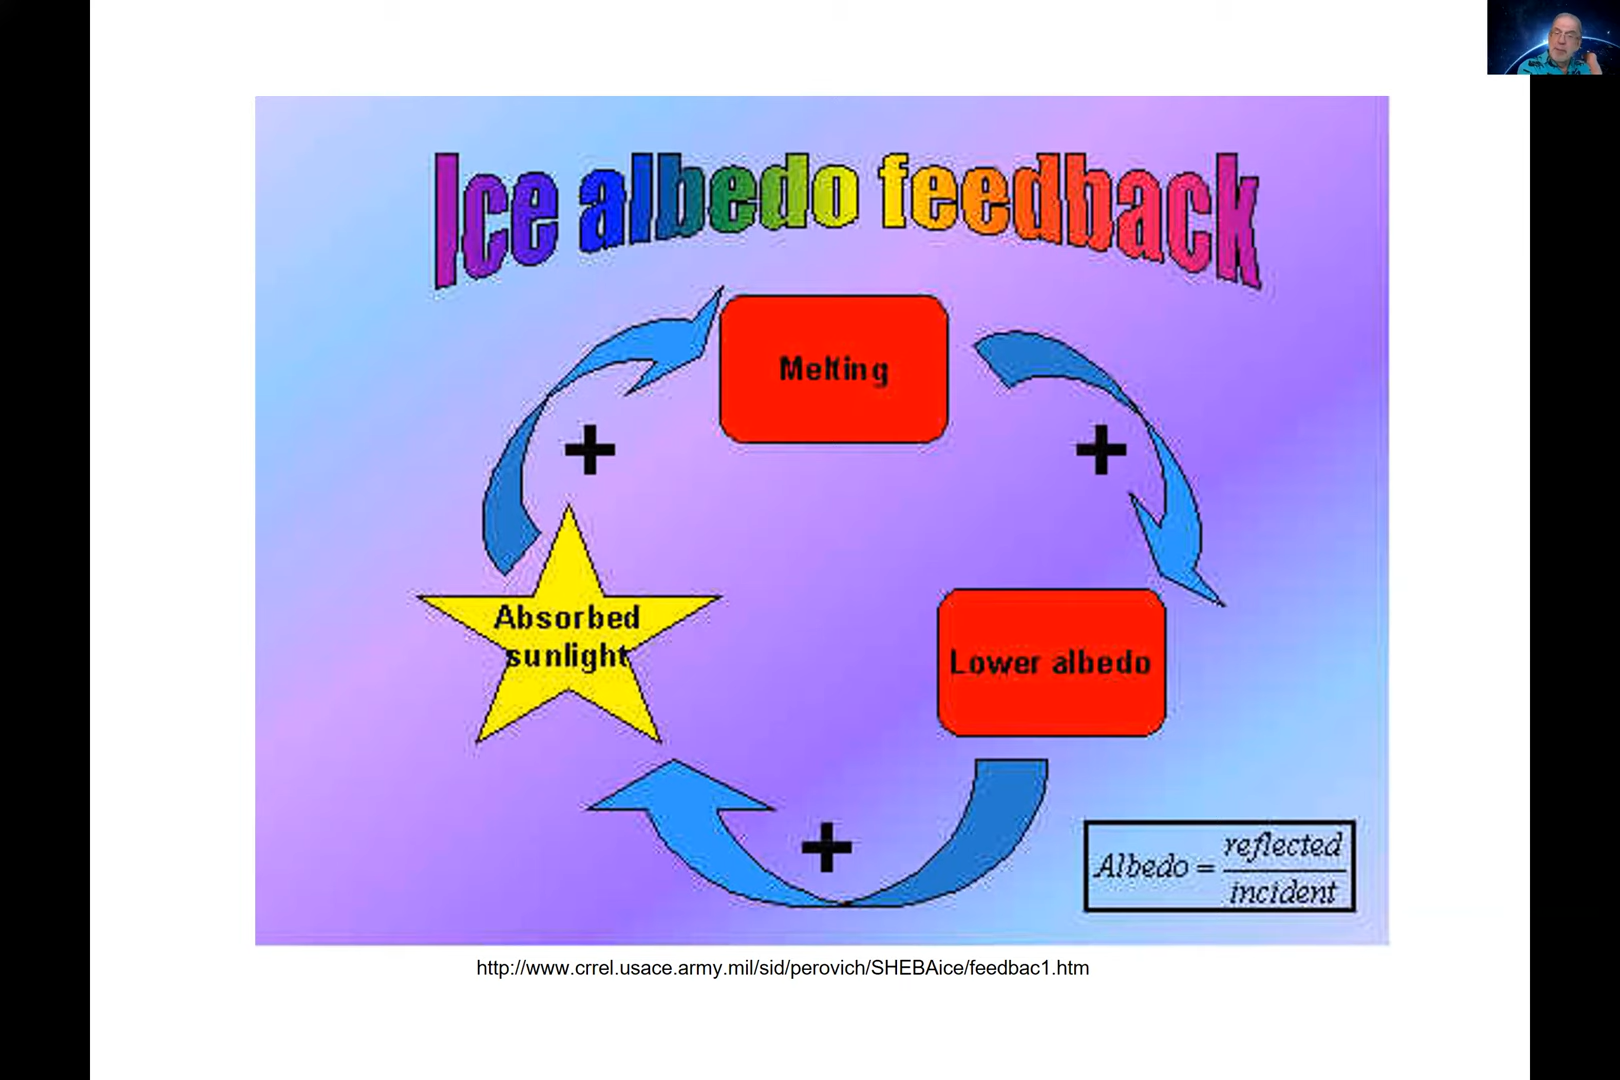 Ice albedo feedback
Melting
+
+
Absorbed
sunlight
Lower albedo
+
Albedo = reflected
incident
http://www.crrel.usace.army.mil/sid/perovich/SHEBAice/feedbac1.htm